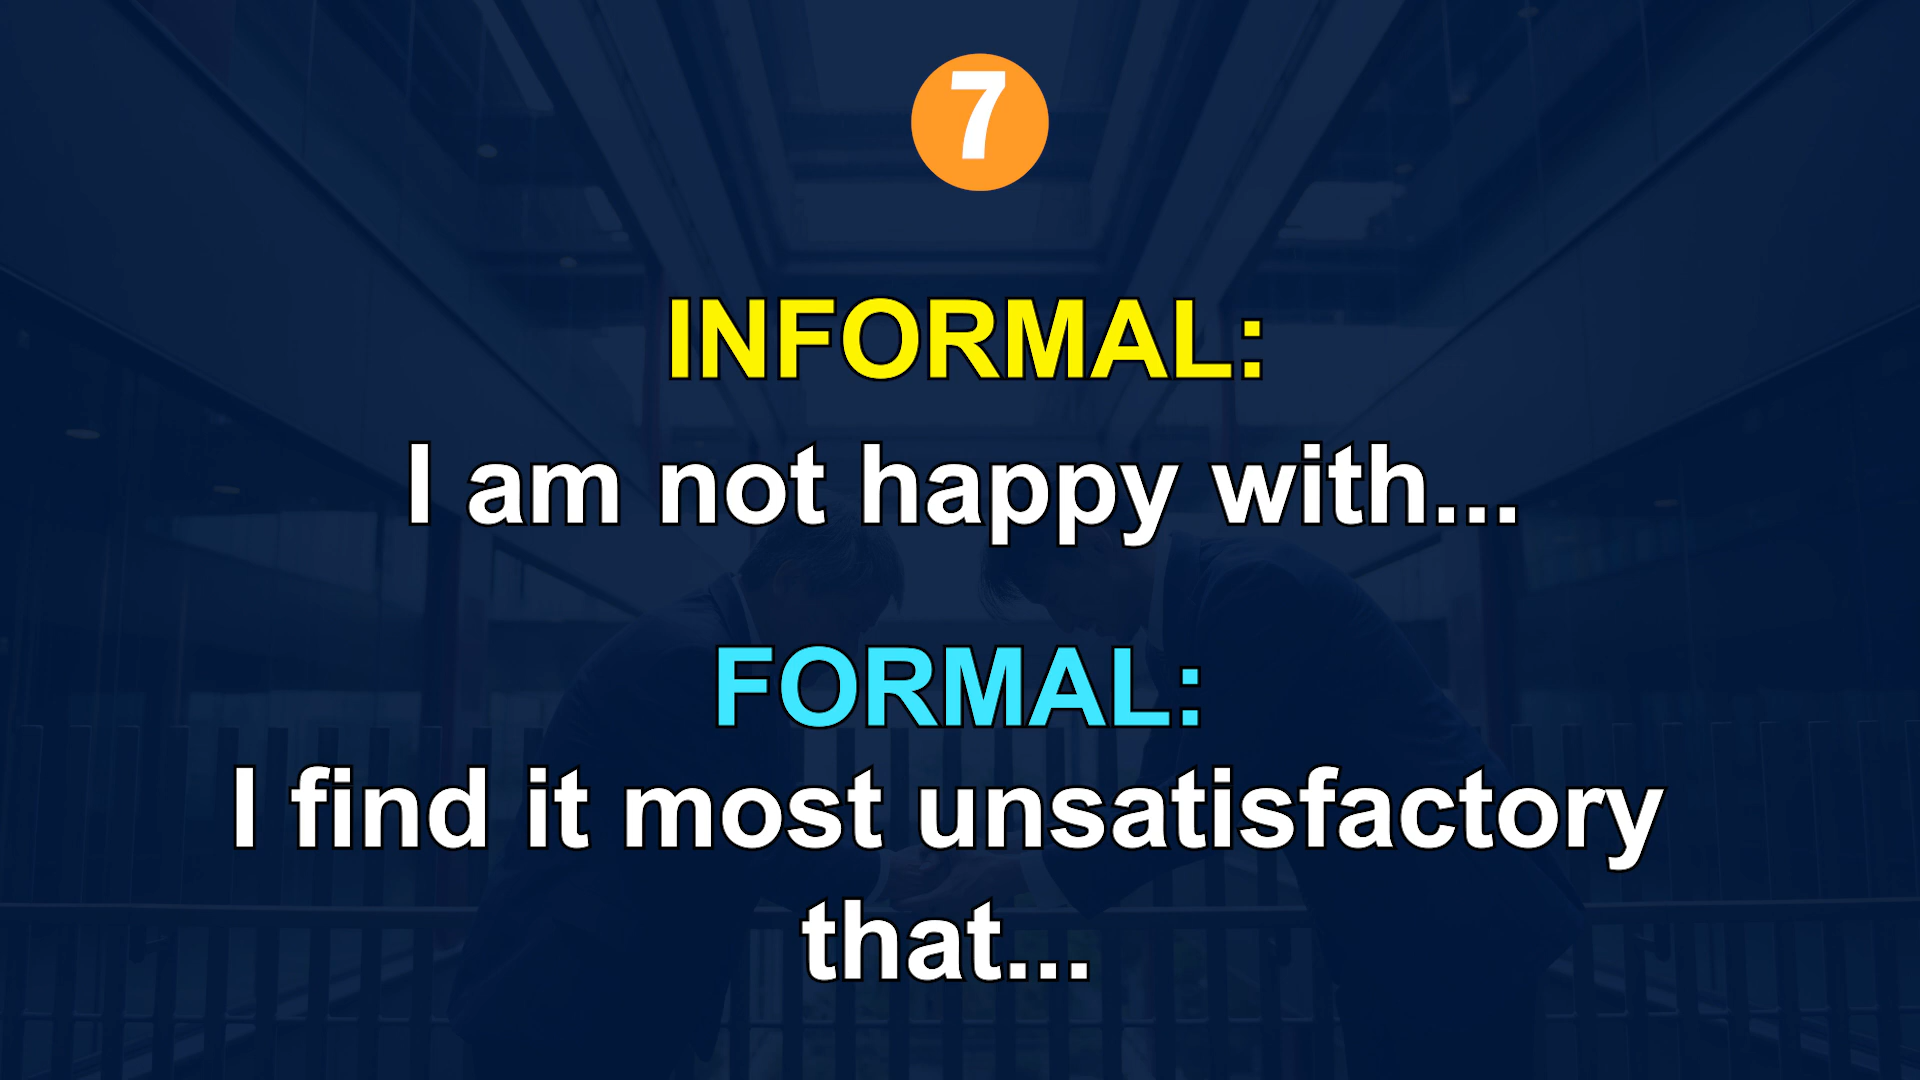 7
INFORMAL:
I am not happy with...
FORMAL:
I find it most unsatisfactory
that...